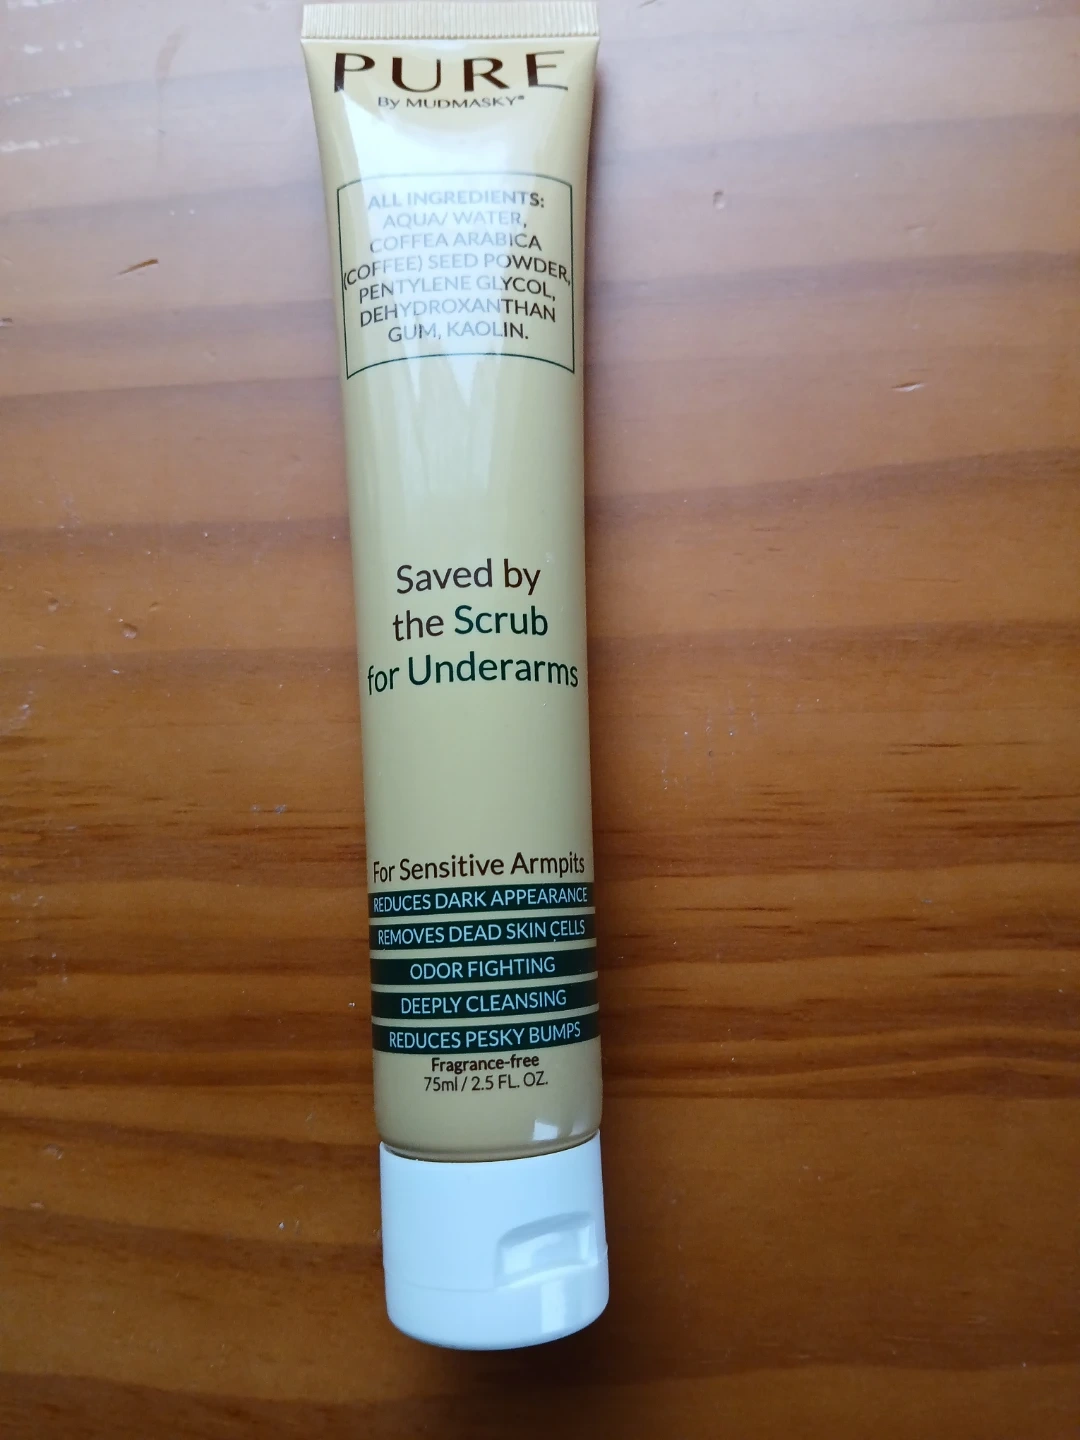 PURE
By MUDMASKY®
ALL INGREDIENTS:
AQUA/ WATER,
COFFEA ARABICA
(COFFEE) SEED POWDER,
PENTYLENE GLYCOL,
DEHYDROXANTHAN
GUM, KAOLIN.
Saved by
the Scrub
for Underarms
For Sensitive Armpits
REDUCES DARK APPEARANCE
REMOVES DEAD SKIN CELLS
ODOR FIGHTING
DEEPLY CLEANSING
REDUCES PESKY BUMPS
Fragrance-free
75ml / 2.5 FL. OZ.